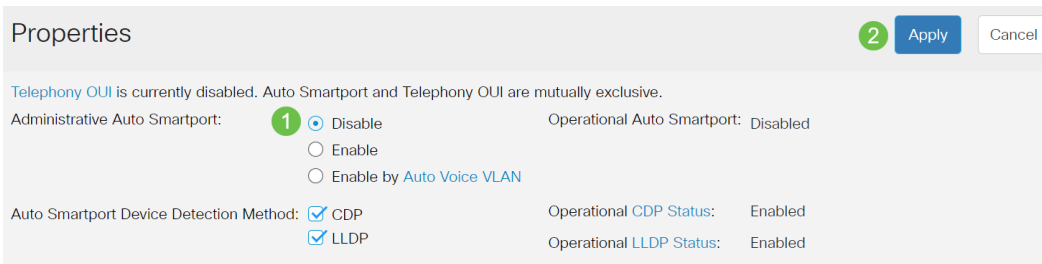 Properties
2 Apply Cancel
Telephony OUI is currently disabled. Auto Smartport and Telephony OUI are mutually exclusive.
Administrative Auto Smartport: 1 Disable Operational Auto Smartport: Disabled
Enable
Enable by Auto Voice VLAN
Auto Smartport Device Detection Method: CDP Operational CDP Status: Enabled
LLDP Operational LLDP Status: Enabled